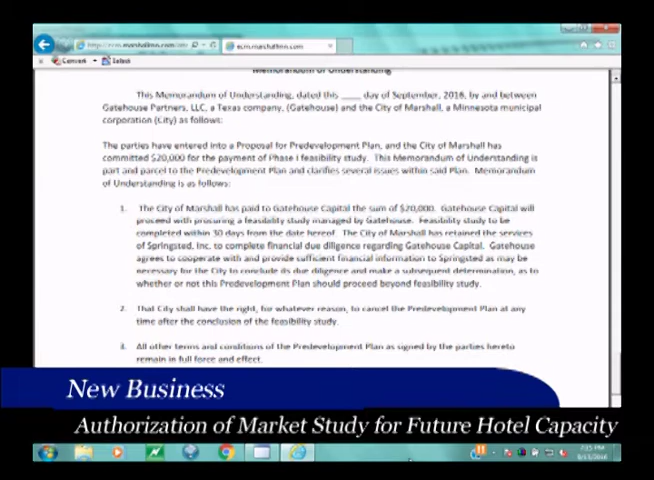 http://ecm.marshallmn.com
ecm.marshallmn.com
Convert Select
Memorandum of Understanding
This Memorandum of Understanding, dated this ____ day of September, 2016, by and between
Gatehouse Partners, LLC, a Texas company, (Gatehouse) and the City of Marshall, a Minnesota municipal
corporation (City) as follows:
The parties have entered into a Proposal for Predevelopment Plan, and the City of Marshall has
committed $20,000 for the payment of Phase I feasibility study. This Memorandum of Understanding is
part and parcel to the Predevelopment Plan and clarifies several issues within said Plan. Memorandum
of Understanding is as follows:
1. The City of Marshall has paid to Gatehouse Capital the sum of $20,000. Gatehouse Capital will
proceed with procuring a feasibility study managed by Gatehouse. Feasibility study to be
completed within 30 days from the date hereof. The City of Marshall has retained the services
of Springsted, Inc. to complete financial due diligence regarding Gatehouse Capital. Gatehouse
agrees to cooperate with and provide sufficient financial information to Springsted as may be
necessary for the City to conclude its due diligence and make a subsequent determination, as to
whether or not this Predevelopment Plan should proceed beyond feasibility study.
2. That City shall have the right, for whatever reason, to cancel the Predevelopment Plan at any
time after the conclusion of the feasibility study.
3. All other terms and conditions of the Predevelopment Plan as signed by the parties hereto
remain in full force and effect.
New Business
Authorization of Market Study for Future Hotel Capacity